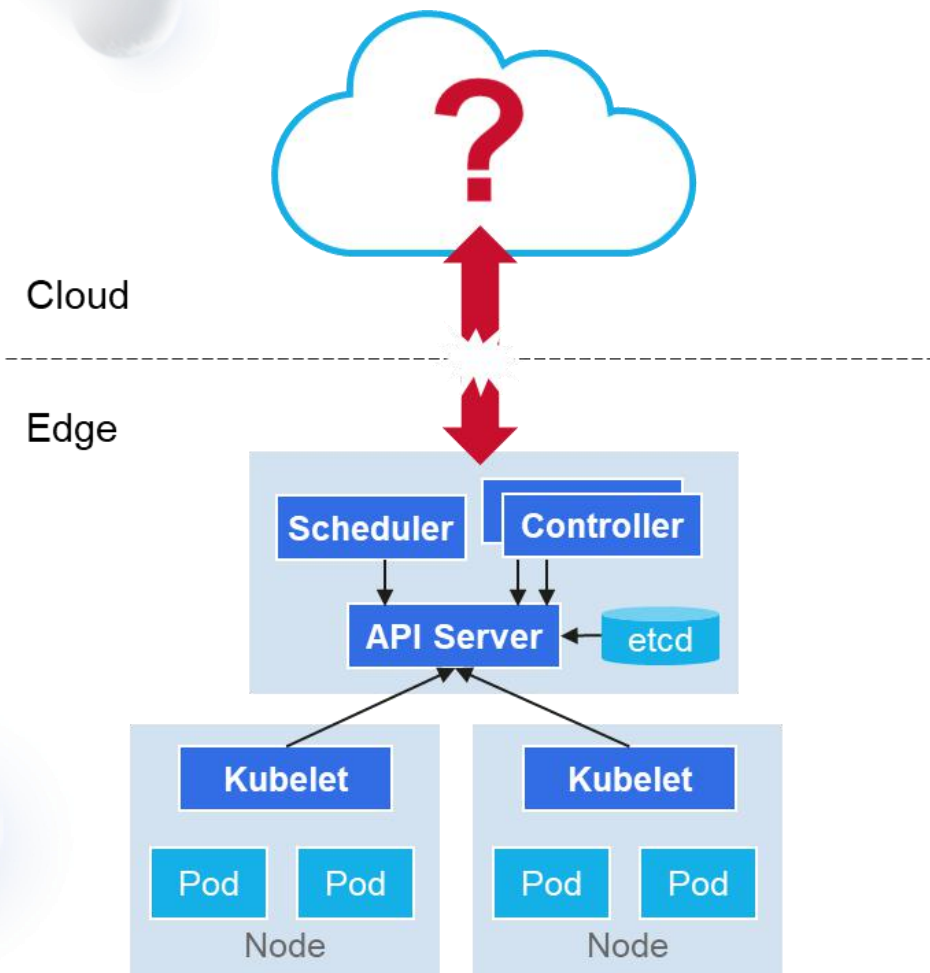 ?
Cloud
Edge
Scheduler
Controller
API Server
etcd
Kubelet
Kubelet
Pod
Pod
Pod
Pod
Node
Node